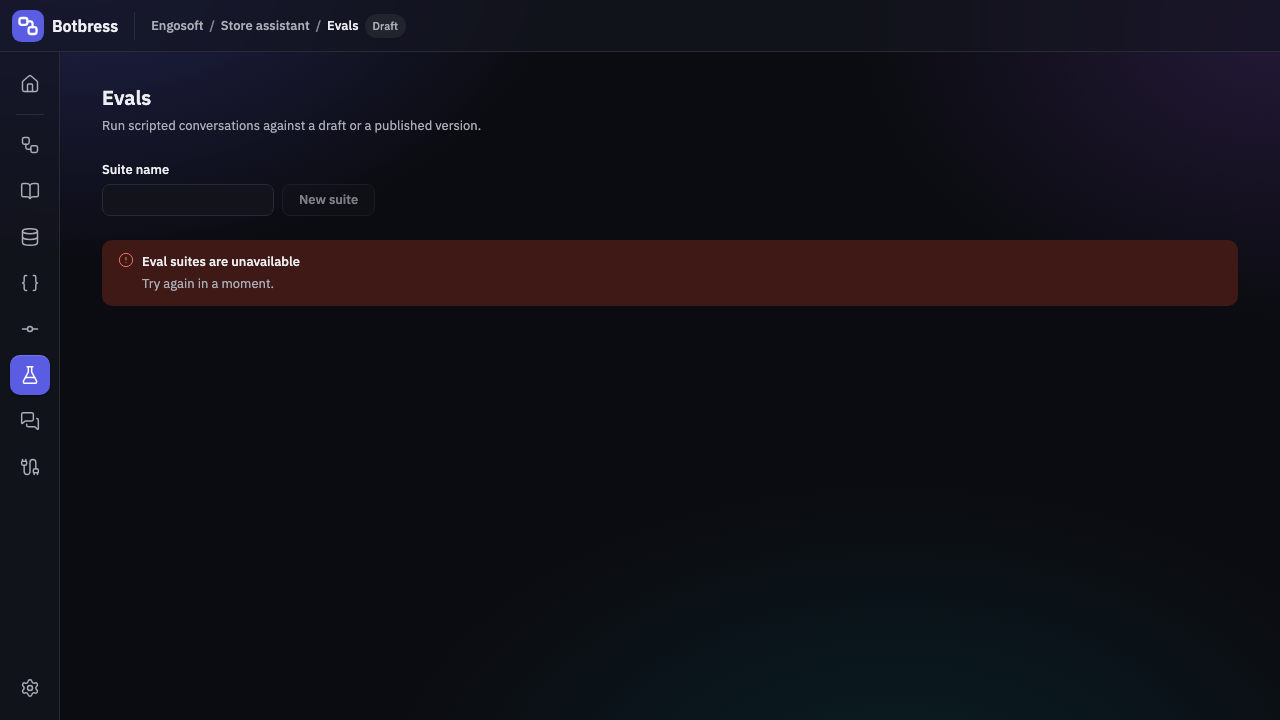 Botbress
Engosoft / Store assistant / Evals Draft
Evals
Run scripted conversations against a draft or a published version.
Suite name
New suite
Eval suites are unavailable
Try again in a moment.